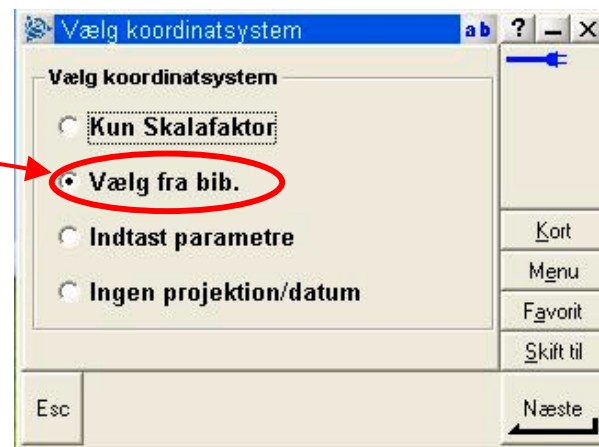 Vælg koordinatsystem ab ? – X
Vælg koordinatsystem
Kun Skalafaktor
Vælg fra bib.
Indtast parametre
Ingen projektion/datum
Kort
Menu
Favorit
Skift til
Esc
Næste